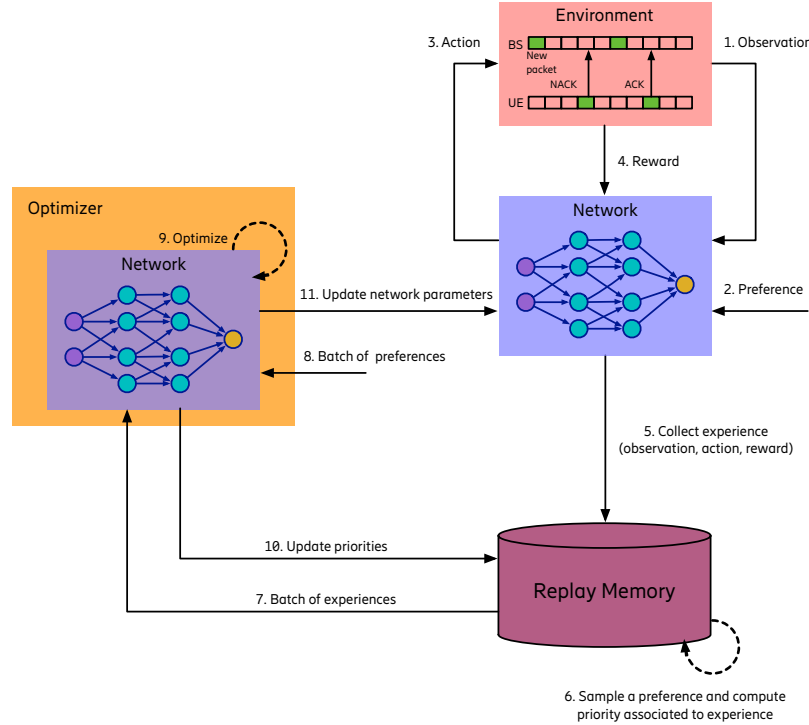 Environment
3. Action
1. Observation
BS
New
packet
NACK
ACK
UE
4. Reward
Optimizer
Network
9. Optimize
Network
11. Update network parameters
2. Preference
8. Batch of preferences
5. Collect experience
(observation, action, reward)
10. Update priorities
7. Batch of experiences
Replay Memory
6. Sample a preference and compute
priority associated to experience